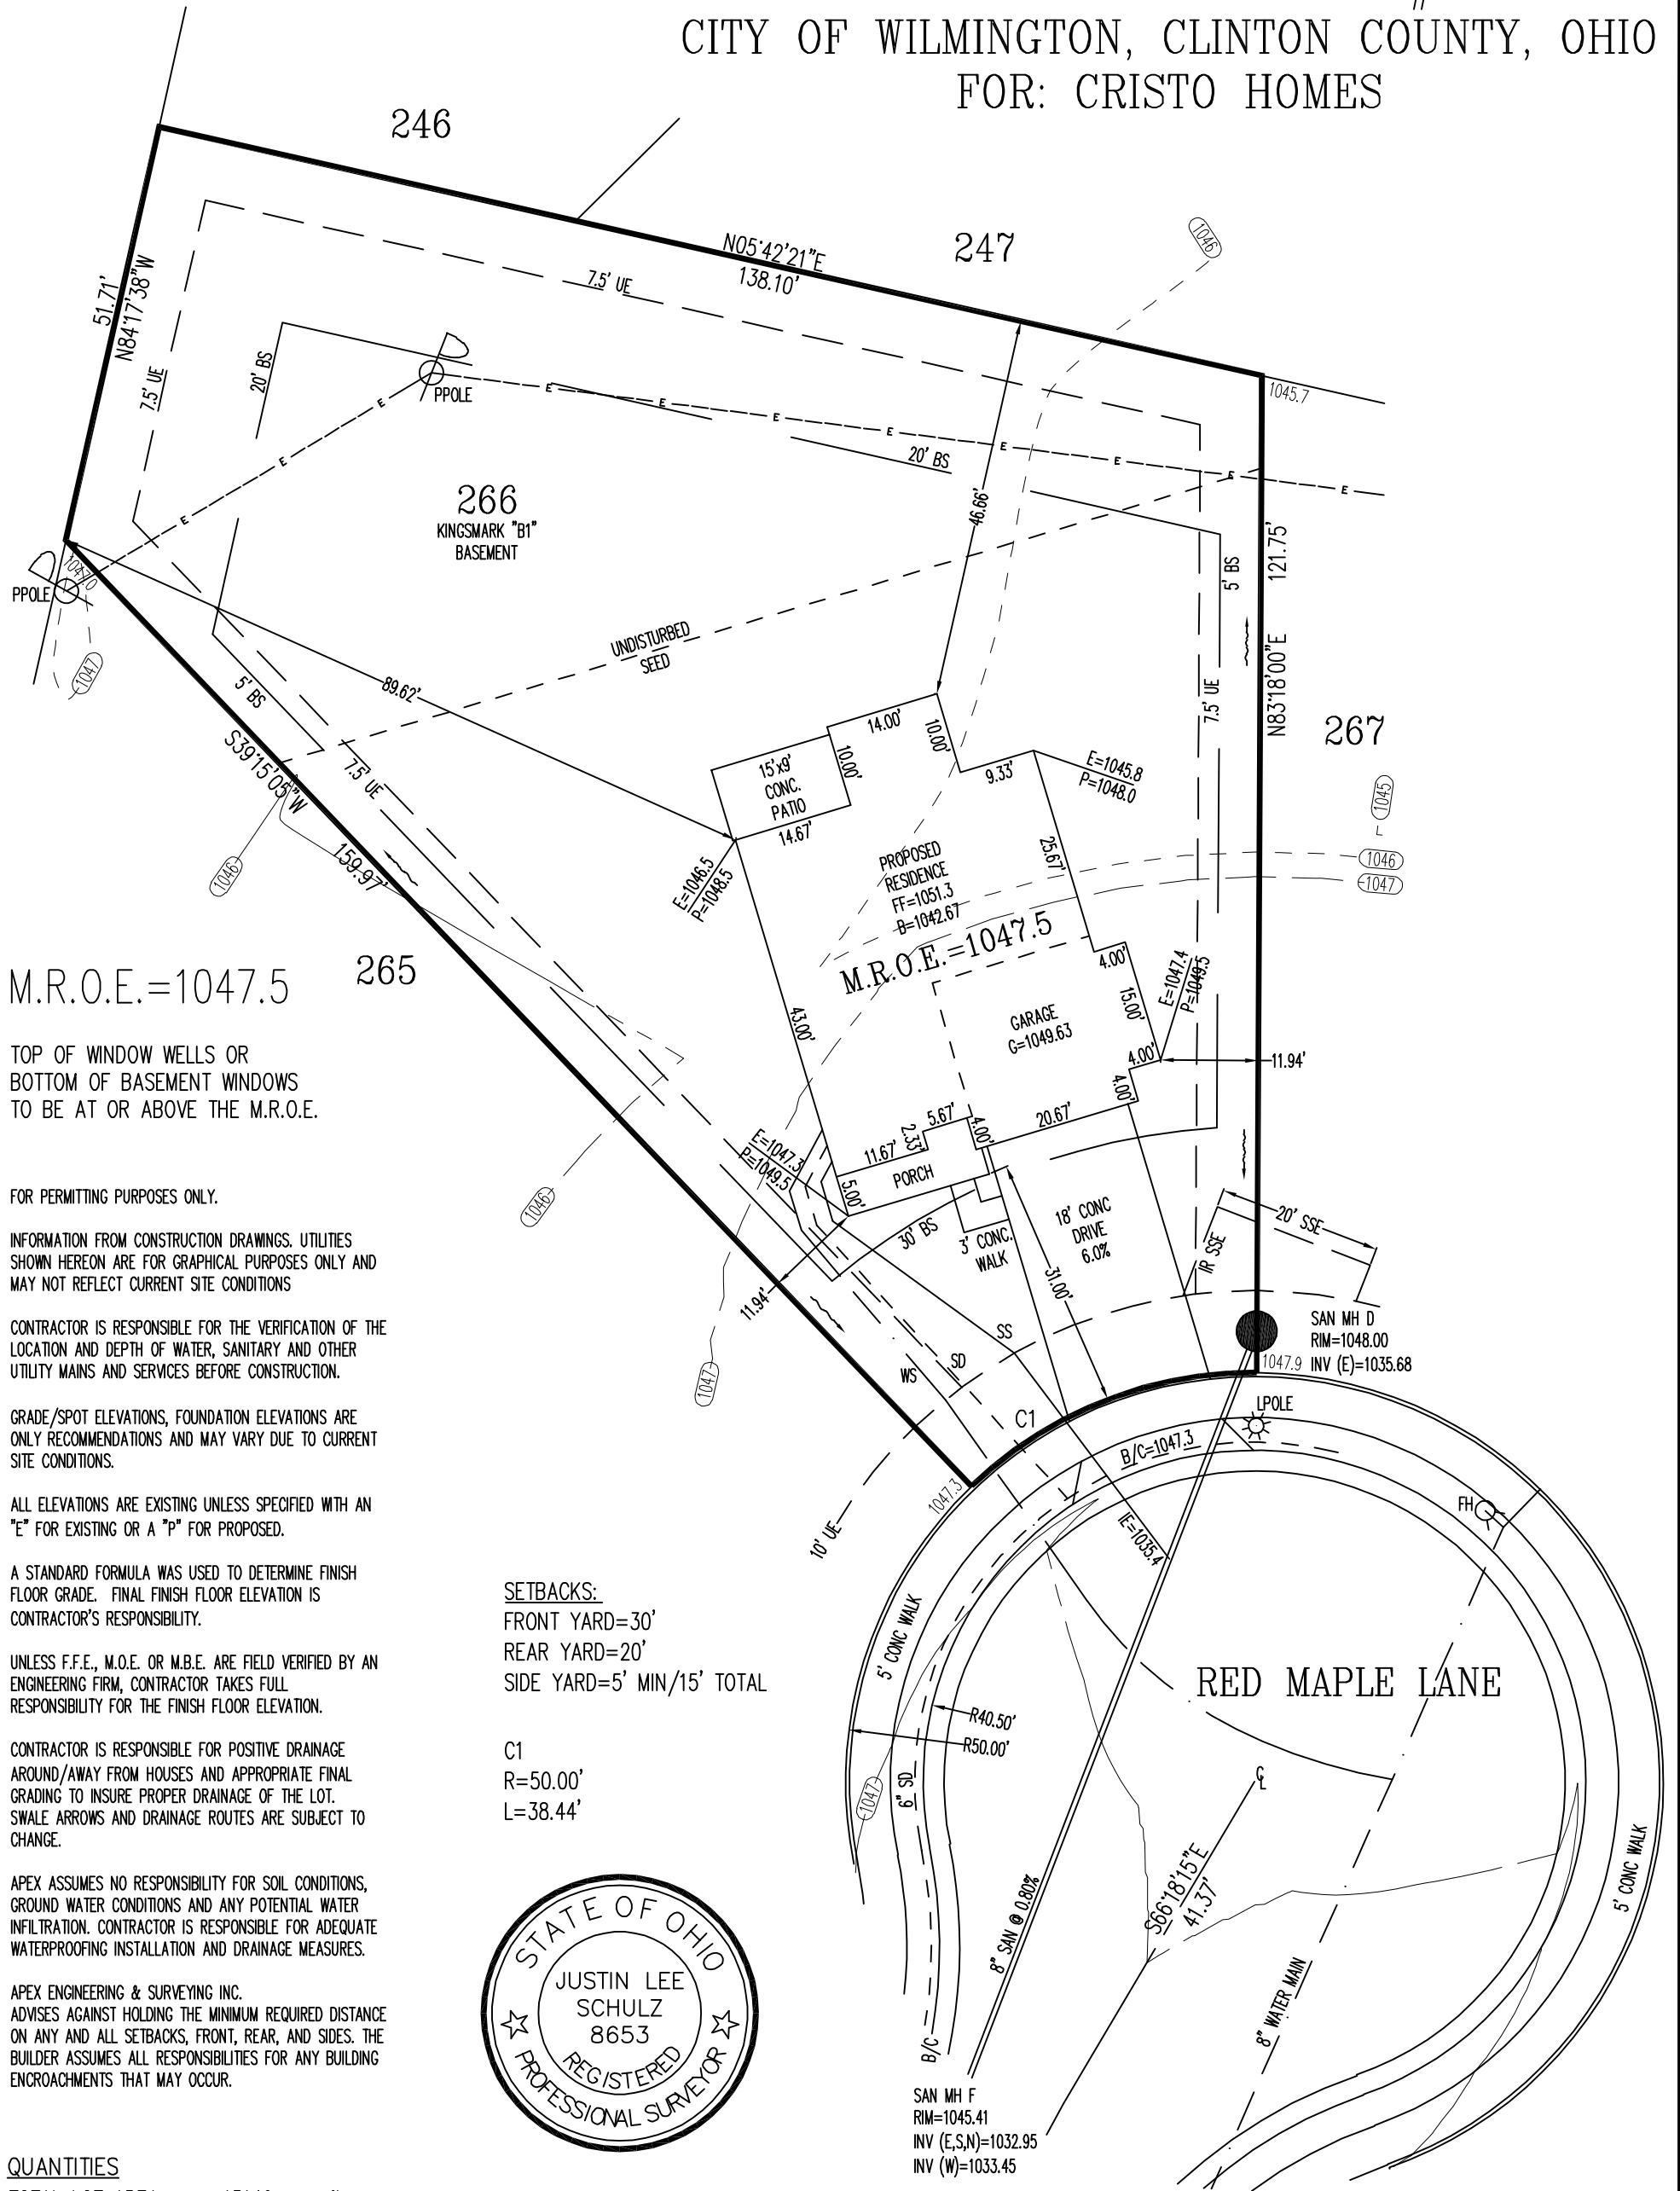 CITY OF WILMINGTON, CLINTON COUNTY, OHIO
FOR: CRISTO HOMES
246
247
1046
N05°42'21"E
138.10'
7.5' UE
51.71'
N84°17'38"W
7.5' UE
20' BS
PPOLE
E
E
E
E
E
E
E
E
E
E
1045.7
20' BS
266
KINGSMARK "B1"
BASEMENT
46.66'
121.75'
N83°18'00"E
5' BS
7.5' UE
PPOLE
1047.0
1047
UNDISTURBED
SEED
89.62'
5' BS
S39°15'05"W
159.97'
7.5' UE
267
1045
L
1046
1047
14.00'
10.00'
10.00'
9.33'
15'x9'
CONC.
PATIO
14.67'
E=1045.8
P=1048.0
25.67'
E=1046.5
P=1048.5
PROPOSED
RESIDENCE
FF=1051.3
B=1042.67
M.R.O.E.=1047.5
1046
265
4.00'
15.00'
E=1047.4
P=1049.5
GARAGE
G=1049.63
4.00'
4.00'
11.94'
43.00'
20.67'
5.67'
2.33'
4.00'
11.67'
PORCH
5.00'
E=1047.3
P=1049.5
1046
30' BS
3' CONC.
WALK
18' CONC
DRIVE
6.0%
31.00'
IR SSE
20' SSE
11.94'
1047
SS
SD
WS
SAN MH D
RIM=1048.00
INV (E)=1035.68
1047.9
LPOLE
C1
B/C=1047.3
1047.3
10' UE
IE=1035.4
FH
5' CONC WALK
RED MAPLE LANE
R40.50'
R50.00'
1047
6" SD
℄
S66°18'15"E
41.37'
8" SAN @ 0.80%
8" WATER MAIN
5' CONC WALK
B/C
SAN MH F
RIM=1045.41
INV (E,S,N)=1032.95
INV (W)=1033.45
M.R.O.E.=1047.5
TOP OF WINDOW WELLS OR
BOTTOM OF BASEMENT WINDOWS
TO BE AT OR ABOVE THE M.R.O.E.
FOR PERMITTING PURPOSES ONLY.
INFORMATION FROM CONSTRUCTION DRAWINGS. UTILITIES
SHOWN HEREON ARE FOR GRAPHICAL PURPOSES ONLY AND
MAY NOT REFLECT CURRENT SITE CONDITIONS
CONTRACTOR IS RESPONSIBLE FOR THE VERIFICATION OF THE
LOCATION AND DEPTH OF WATER, SANITARY AND OTHER
UTILITY MAINS AND SERVICES BEFORE CONSTRUCTION.
GRADE/SPOT ELEVATIONS, FOUNDATION ELEVATIONS ARE
ONLY RECOMMENDATIONS AND MAY VARY DUE TO CURRENT
SITE CONDITIONS.
ALL ELEVATIONS ARE EXISTING UNLESS SPECIFIED WITH AN
"E" FOR EXISTING OR A "P" FOR PROPOSED.
A STANDARD FORMULA WAS USED TO DETERMINE FINISH
FLOOR GRADE. FINAL FINISH FLOOR ELEVATION IS
CONTRACTOR'S RESPONSIBILITY.
UNLESS F.F.E., M.O.E. OR M.B.E. ARE FIELD VERIFIED BY AN
ENGINEERING FIRM, CONTRACTOR TAKES FULL
RESPONSIBILITY FOR THE FINISH FLOOR ELEVATION.
CONTRACTOR IS RESPONSIBLE FOR POSITIVE DRAINAGE
AROUND/AWAY FROM HOUSES AND APPROPRIATE FINAL
GRADING TO INSURE PROPER DRAINAGE OF THE LOT.
SWALE ARROWS AND DRAINAGE ROUTES ARE SUBJECT TO
CHANGE.
APEX ASSUMES NO RESPONSIBILITY FOR SOIL CONDITIONS,
GROUND WATER CONDITIONS AND ANY POTENTIAL WATER
INFILTRATION. CONTRACTOR IS RESPONSIBLE FOR ADEQUATE
WATERPROOFING INSTALLATION AND DRAINAGE MEASURES.
APEX ENGINEERING & SURVEYING INC.
ADVISES AGAINST HOLDING THE MINIMUM REQUIRED DISTANCE
ON ANY AND ALL SETBACKS, FRONT, REAR, AND SIDES. THE
BUILDER ASSUMES ALL RESPONSIBILITIES FOR ANY BUILDING
ENCROACHMENTS THAT MAY OCCUR.
SETBACKS:
FRONT YARD=30'
REAR YARD=20'
SIDE YARD=5' MIN/15' TOTAL
C1
R=50.00'
L=38.44'
STATE OF OHIO
JUSTIN LEE
SCHULZ
8653
REGISTERED
PROFESSIONAL SURVEYOR
QUANTITIES